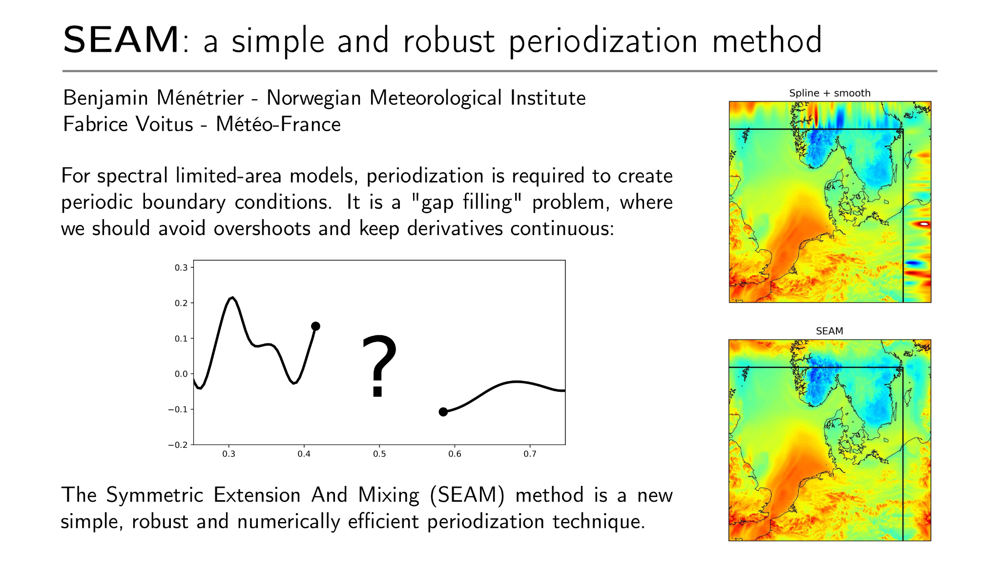 SEAM: a simple and robust periodization method
Benjamin Ménétrier - Norwegian Meteorological Institute
Fabrice Voitus - Météo-France
For spectral limited-area models, periodization is required to create
periodic boundary conditions. It is a "gap filling" problem, where
we should avoid overshoots and keep derivatives continuous:
0.3
0.2
0.1
0.0
−0.1
−0.2
0.3 0.4 0.5 0.6 0.7
?
The Symmetric Extension And Mixing (SEAM) method is a new
simple, robust and numerically efficient periodization technique.
Spline + smooth
SEAM